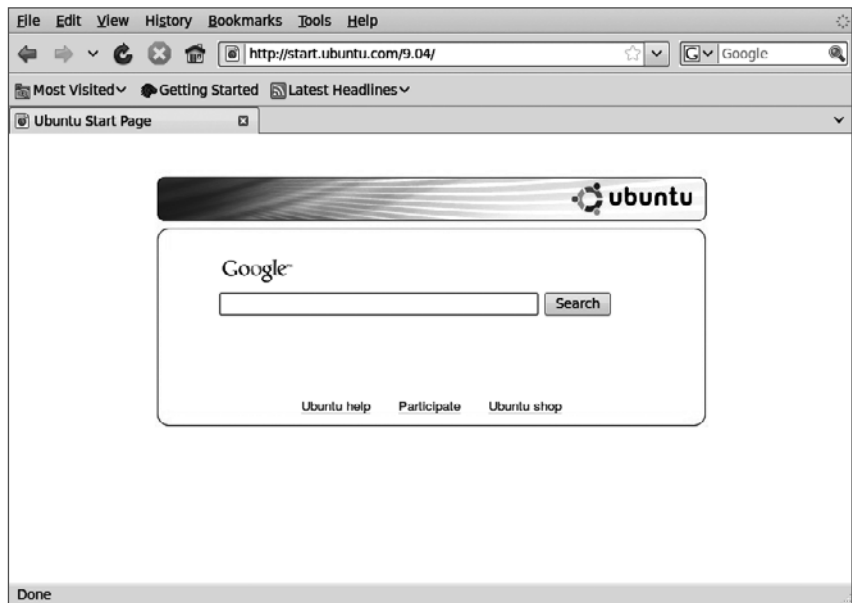 File Edit View History Bookmarks Tools Help
http://start.ubuntu.com/9.04/ G Google
Most Visited Getting Started Latest Headlines
Ubuntu Start Page
ubuntu
Google™
Search
Ubuntu help Participate Ubuntu shop
Done